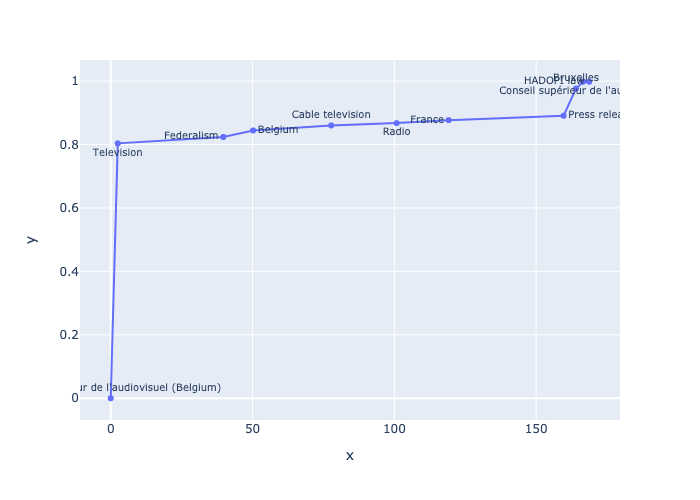 1
0.8
0.6
0.4
0.2
0
y
0
50
100
150
x
Bruxelles
HADOPI law
Conseil supérieur de l'au
Press relea
Cable television
France
Radio
Belgium
Federalism
Television
ur de l'audiovisuel (Belgium)